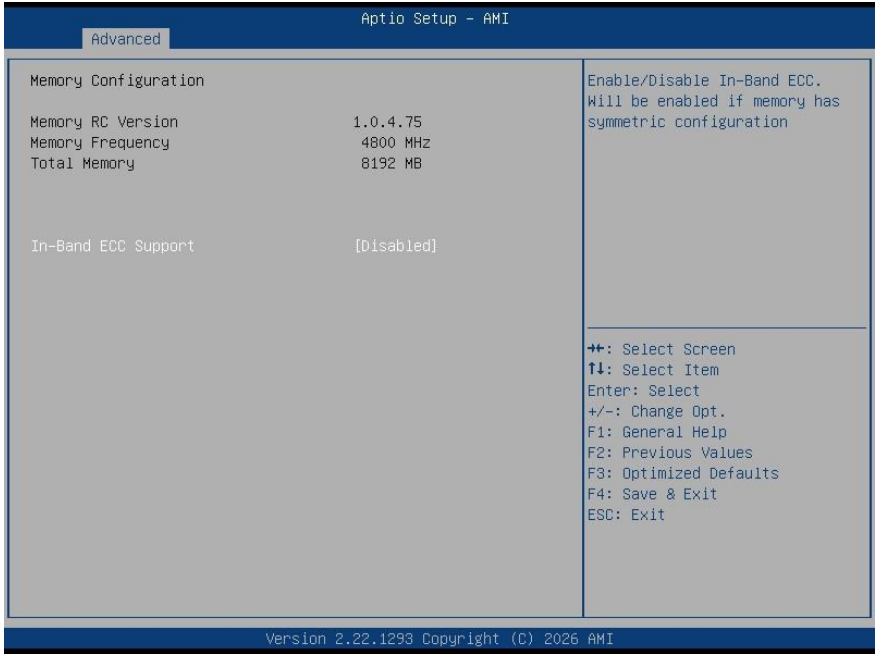 Aptio Setup - AMI
Advanced
Memory Configuration
Memory RC Version 1.0.4.75
Memory Frequency 4800 MHz
Total Memory 8192 MB
In-Band ECC Support [Disabled]
Enable/Disable In-Band ECC.
Will be enabled if memory has
symmetric configuration
→←: Select Screen
↑↓: Select Item
Enter: Select
+/-: Change Opt.
F1: General Help
F2: Previous Values
F3: Optimized Defaults
F4: Save & Exit
ESC: Exit
Version 2.22.1293 Copyright (C) 2026 AMI